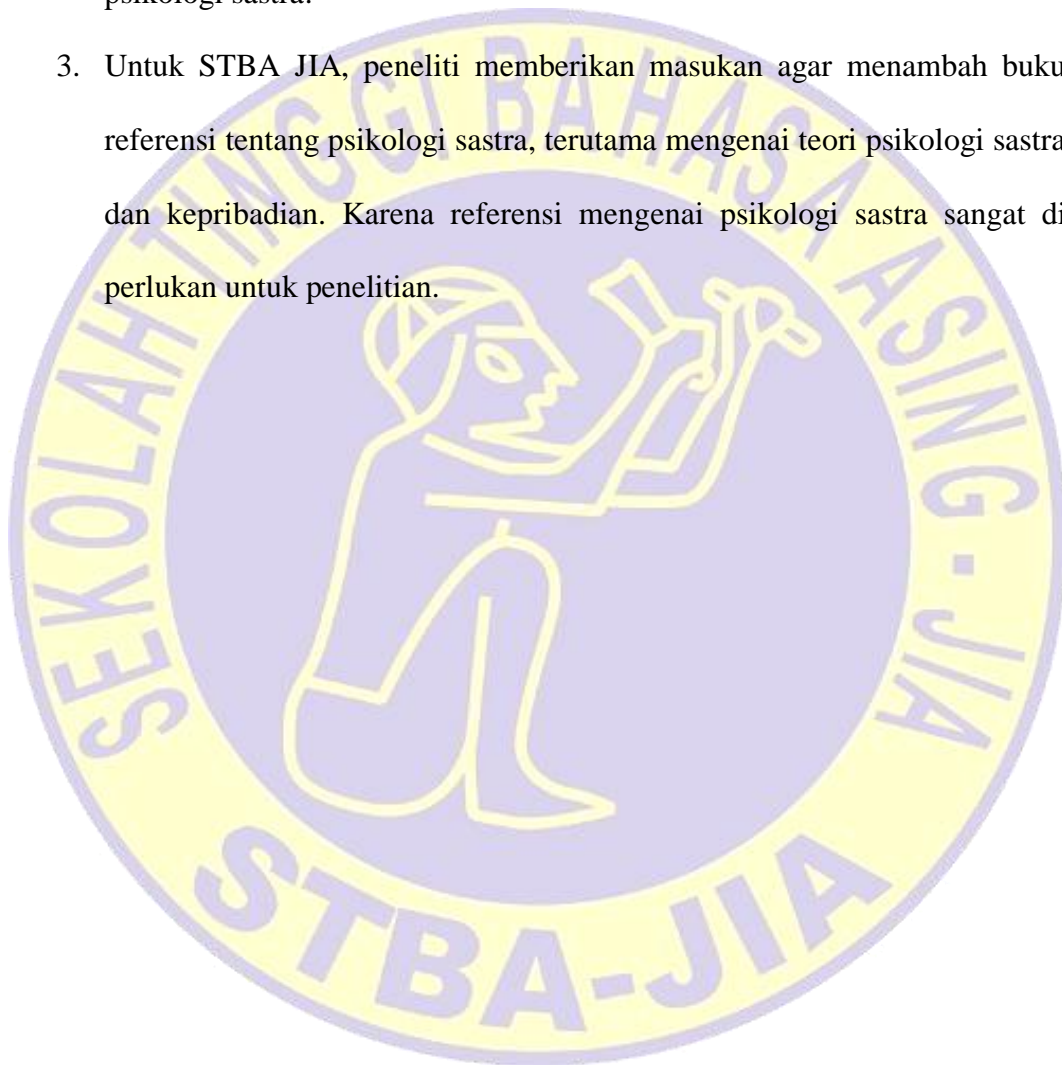 psikologi sastra.
3. Untuk STBA JIA, peneliti memberikan masukan agar menambah buku
referensi tentang psikologi sastra, terutama mengenai teori psikologi sastra
dan kepribadian. Karena referensi mengenai psikologi sastra sangat di
perlukan untuk penelitian.
SEKOLAH TINGGI BAHASA ASING - JIA
STBA-JIA